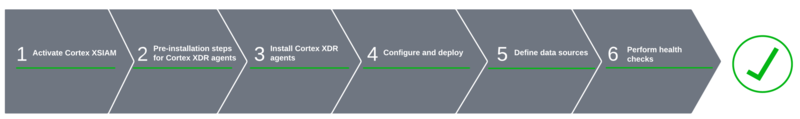 1 Activate Cortex XSIAM
2 Pre-installation steps
for Cortex XDR agents
3 Install Cortex XDR
agents
4 Configure and deploy
5 Define data sources
6 Perform health
checks